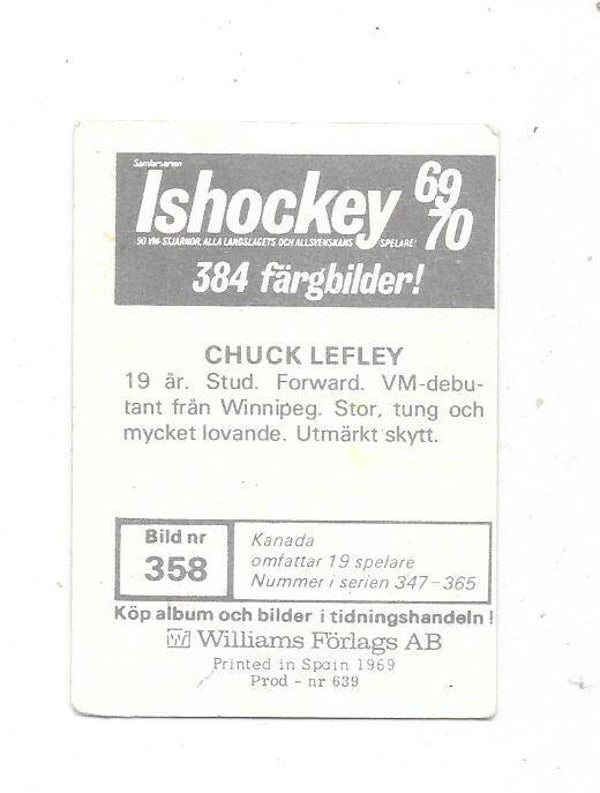 Samlarserien
Ishockey 69
70
90 VM-STJÄRNOR, ALLA LANDSLAGETS OCH ALLSVENSKANS SPELARE!
384 färgbilder!
CHUCK LEFLEY
19 år. Stud. Forward. VM-debu-
tant från Winnipeg. Stor, tung och
mycket lovande. Utmärkt skytt.
Bild nr
358
Kanada
omfattar 19 spelare
Nummer i serien 347-365
Köp album och bilder i tidningshandeln!
W Williams Förlags AB
Printed in Spain 1969
Prod - nr 639